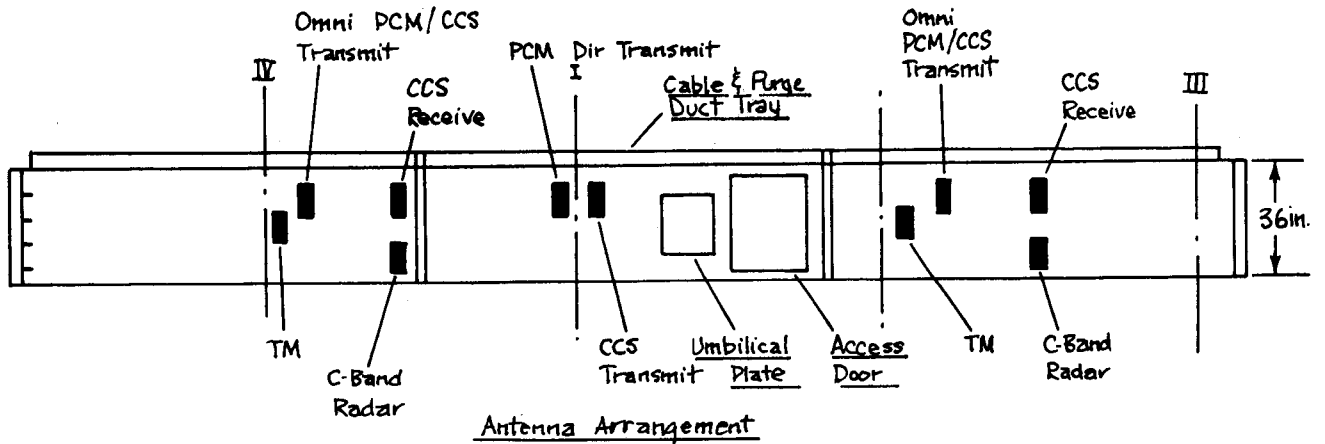 Omni PCM/CCS
Transmit
IV
CCS
Receive
PCM Dir Transmit
I
Cable & Purge
Duct Tray
Omni
PCM/CCS
Transmit
CCS
Receive
III
36in.
TM
C-Band
Radar
CCS
Transmit
Umbilical
Plate
Access
Door
TM
C-Band
Radar
Antenna Arrangement